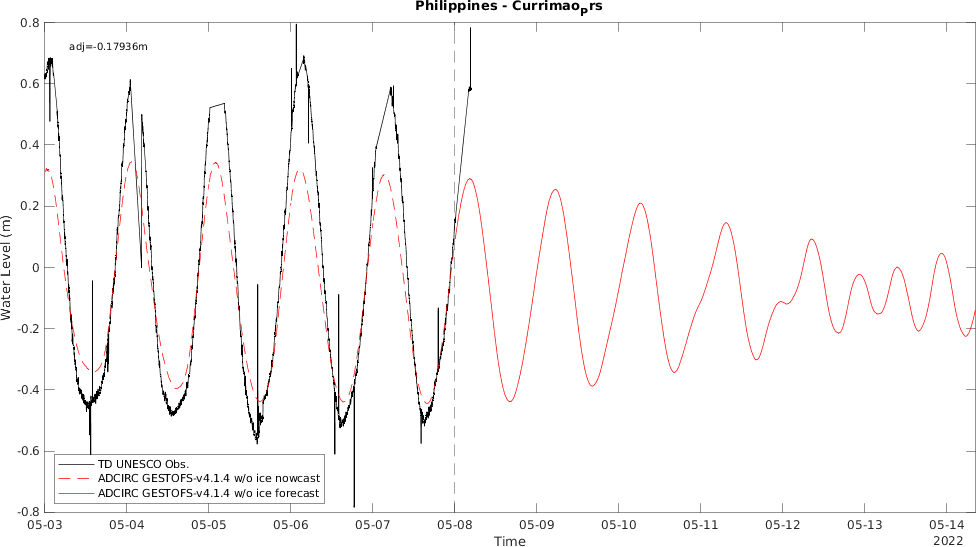 Philippines - Currimao_prs
0.8
adj=-0.17936m
0.6
0.4
0.2
0
-0.2
-0.4
-0.6
-0.8
Water Level (m)
TD UNESCO Obs.
ADCIRC GESTOFS-v4.1.4 w/o ice nowcast
ADCIRC GESTOFS-v4.1.4 w/o ice forecast
05-03 05-04 05-05 05-06 05-07 05-08 05-09 05-10 05-11 05-12 05-13 05-14
Time 2022